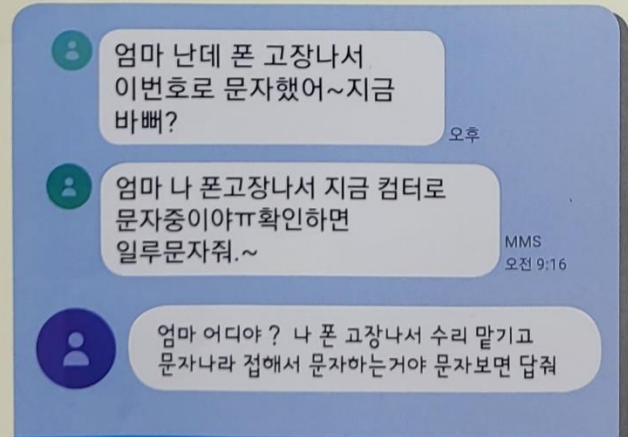 엄마 난데 폰 고장나서
이번호로 문자했어~지금
바뻐?
오후
엄마 나 폰고장나서 지금 컴터로
문자중이야ㅠ확인하면
일루문자줘.~
MMS
오전 9:16
엄마 어디야? 나 폰 고장나서 수리 맡기고
문자나라 접해서 문자하는거야 문자보면 답줘